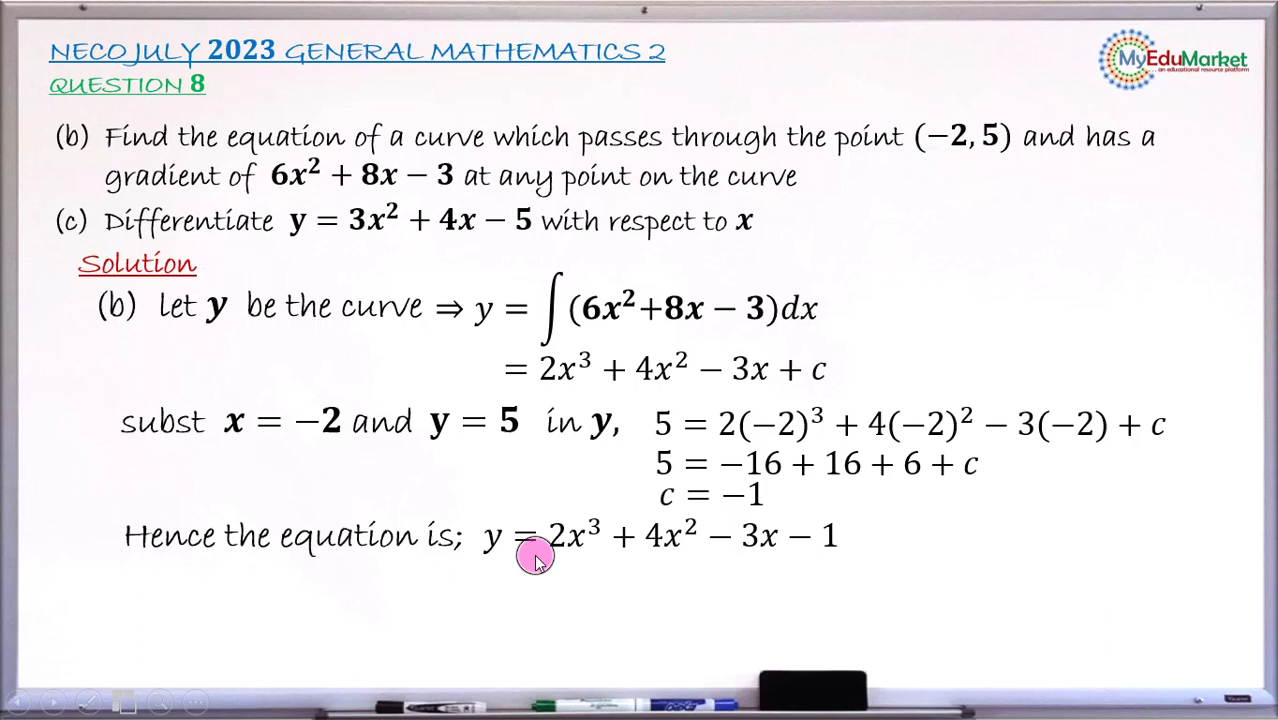 NECO JULY 2023 GENERAL MATHEMATICS 2
MyEduMarket
... an educational resource platform
QUESTION 8
(b) Find the equation of a curve which passes through the point (−2, 5) and has a
gradient of 6x² + 8x − 3 at any point on the curve
(c) Differentiate y = 3x² + 4x − 5 with respect to x
Solution
(b) let y be the curve ⇒ y = ∫(6x²+8x − 3)dx
= 2x³ + 4x² − 3x + c
subst x = −2 and y = 5 in y, 5 = 2(−2)³ + 4(−2)² − 3(−2) + c
5 = −16 + 16 + 6 + c
c = −1
Hence the equation is; y = 2x³ + 4x² − 3x − 1